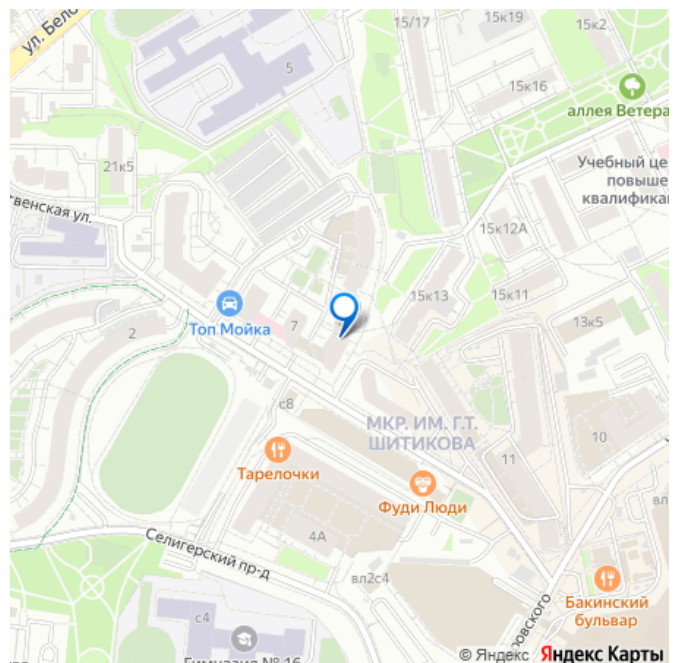 ул. Бело
15/17
15к19
15к2
5
15к16
аллея Ветера
21к5
Учебный це
повыше
квалифика
венская ул.
15к12А
15к13
15к11
Топ Мойка
7
2
13к5
с8
МКР. ИМ. Г.Т.
ШИТИКОВА
10
11
Тарелочки
Фуди Люди
4А
Селигерский пр-д
вл2с4
вл
Бакинский
бульвар
с4
Гимназия № 16
ровского
© Яндекс Яндекс Карты